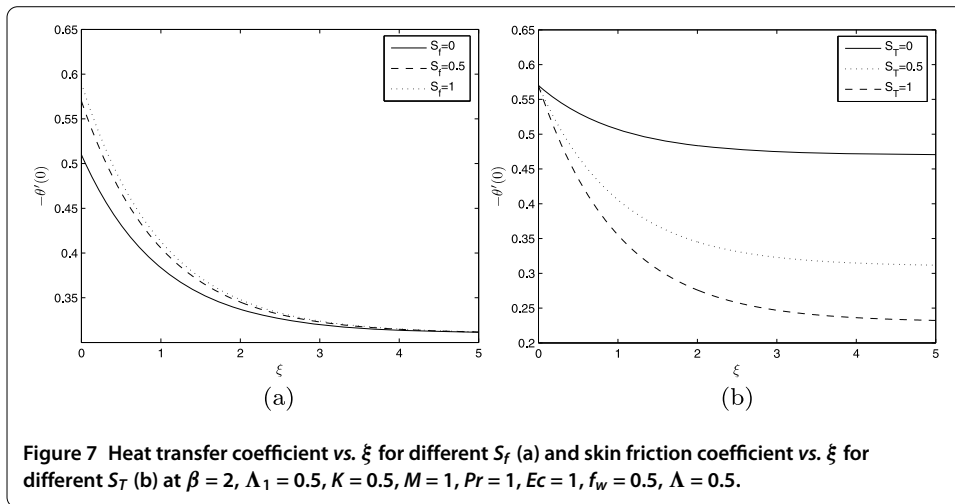 0.65
0.6
0.55
0.5
0.45
0.4
0.35
−θ′(0)
0 1 2 3 4 5
ξ
S_f=0
S_f=0.5
S_f=1
(a)
0.65
0.6
0.55
0.5
0.45
0.4
0.35
0.3
0.25
0.2
−θ′(0)
0 1 2 3 4 5
ξ
S_T=0
S_T=0.5
S_T=1
(b)
Figure 7 Heat transfer coefficient vs. ξ for different S_f (a) and skin friction coefficient vs. ξ for
different S_T (b) at β = 2, Λ₁ = 0.5, K = 0.5, M = 1, Pr = 1, Ec = 1, f_w = 0.5, Λ = 0.5.